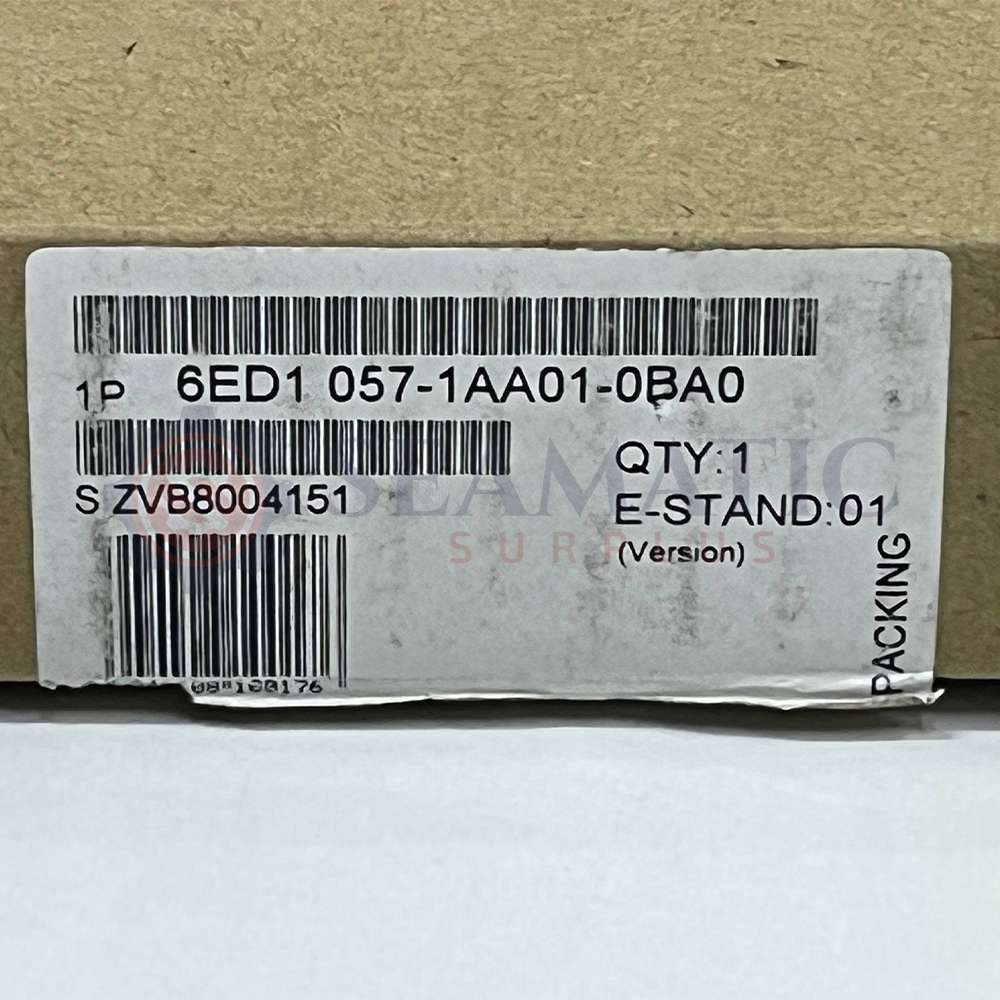 1P 6ED1 057-1AA01-0BA0
S ZVB8004151
QTY:1
E-STAND:01
(Version)
PACKING
SEAMATIC
SURPLUS